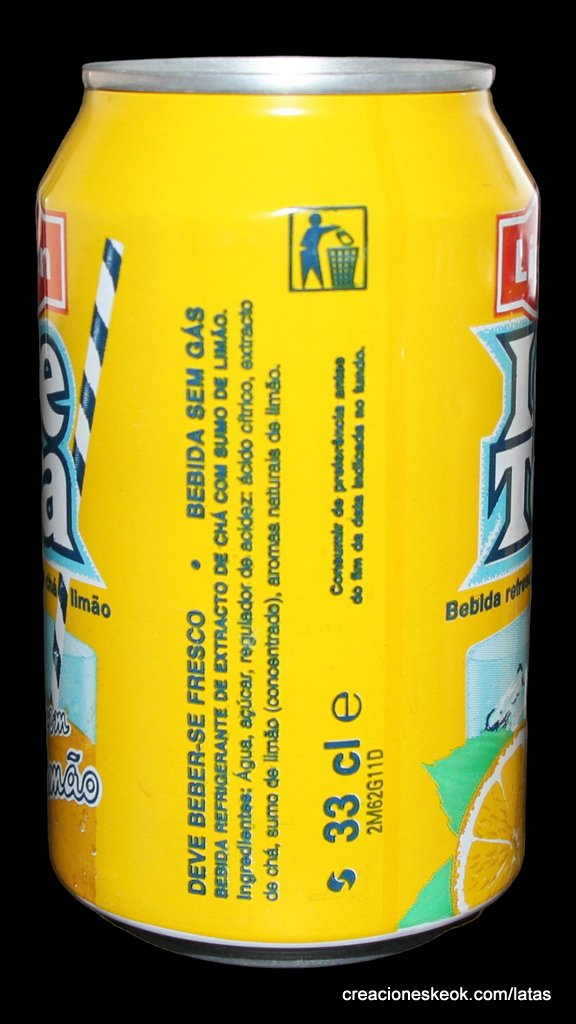 DEVE BEBER-SE FRESCO • BEBIDA SEM GÁS
BEBIDA REFRIGERANTE DE EXTRACTO DE CHÁ COM SUMO DE LIMÃO.
Ingredientes: Água, açúcar, regulador de acidez: ácido cítrico, extracto
de chá, sumo de limão (concentrado), aromas naturais de limão.
Consumir de preferência antes
do fim da data indicada no fundo.
33 cl e
2M62G11D
chá e limão
Bebida
creacioneskeok.com/latas